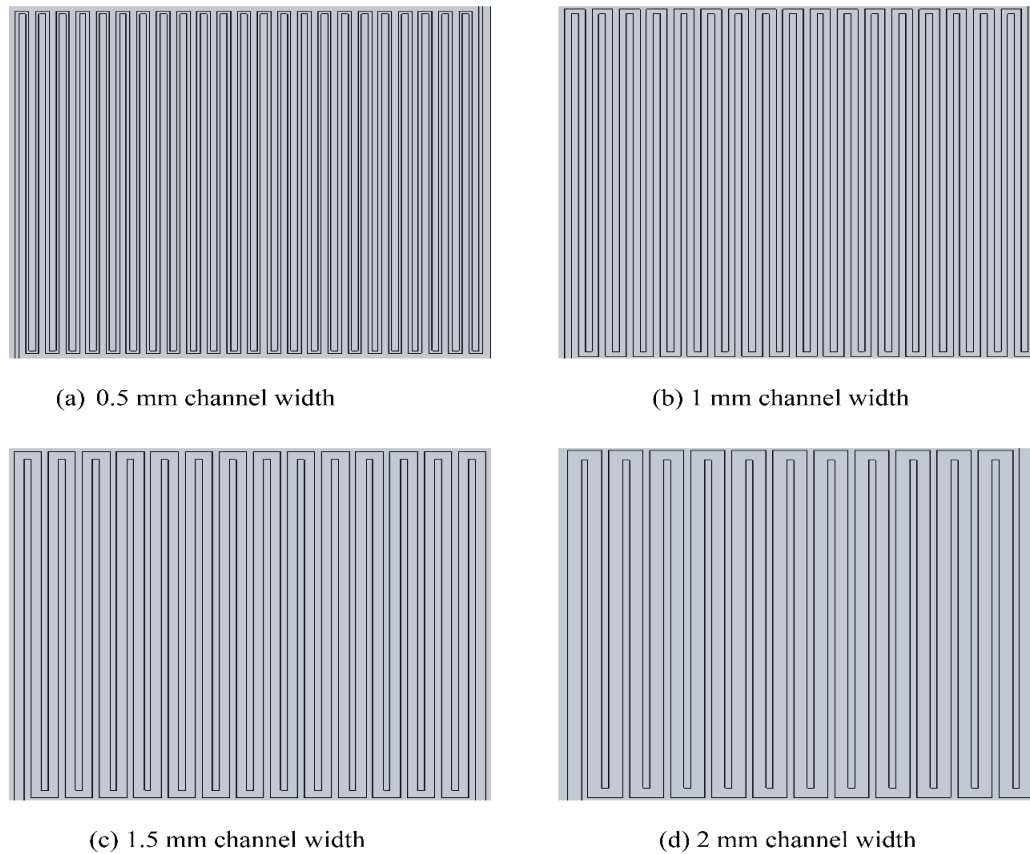 (a) 0.5 mm channel width
(b) 1 mm channel width
(c) 1.5 mm channel width
(d) 2 mm channel width